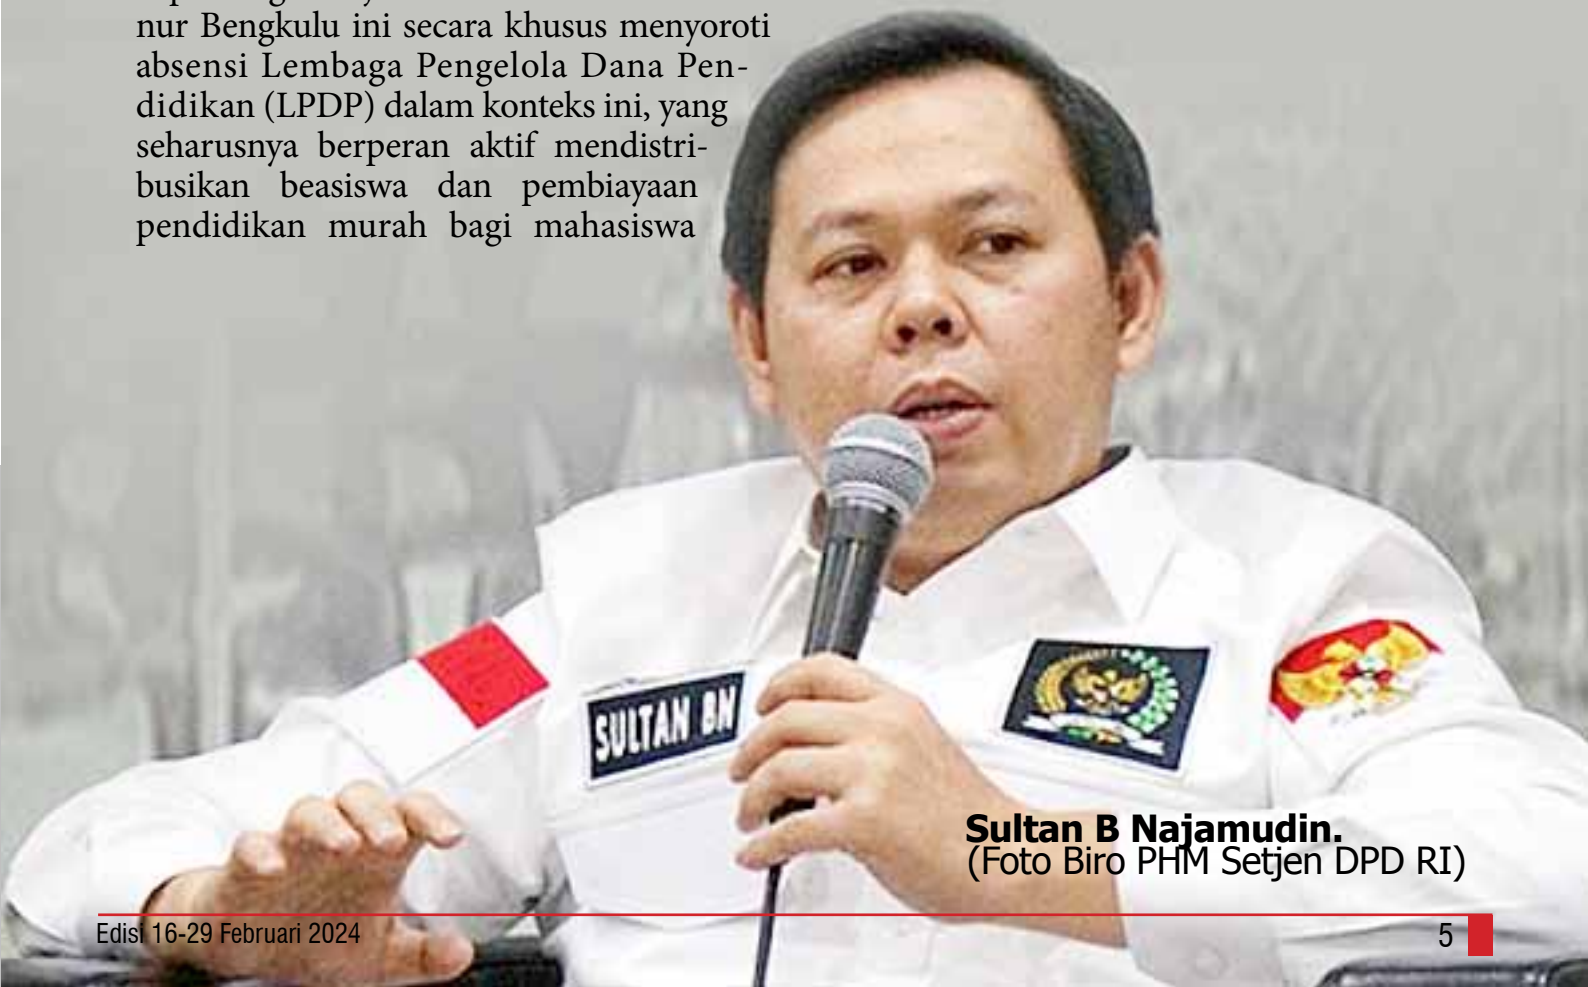 nur Bengkulu ini secara khusus menyoroti
absensi Lembaga Pengelola Dana Pen-
didikan (LPDP) dalam konteks ini, yang
seharusnya berperan aktif mendistri-
busikan beasiswa dan pembiayaan
pendidikan murah bagi mahasiswa
SULTAN BN
Sultan B Najamudin.
(Foto Biro PHM Setjen DPD RI)
Edisi 16-29 Februari 2024
5